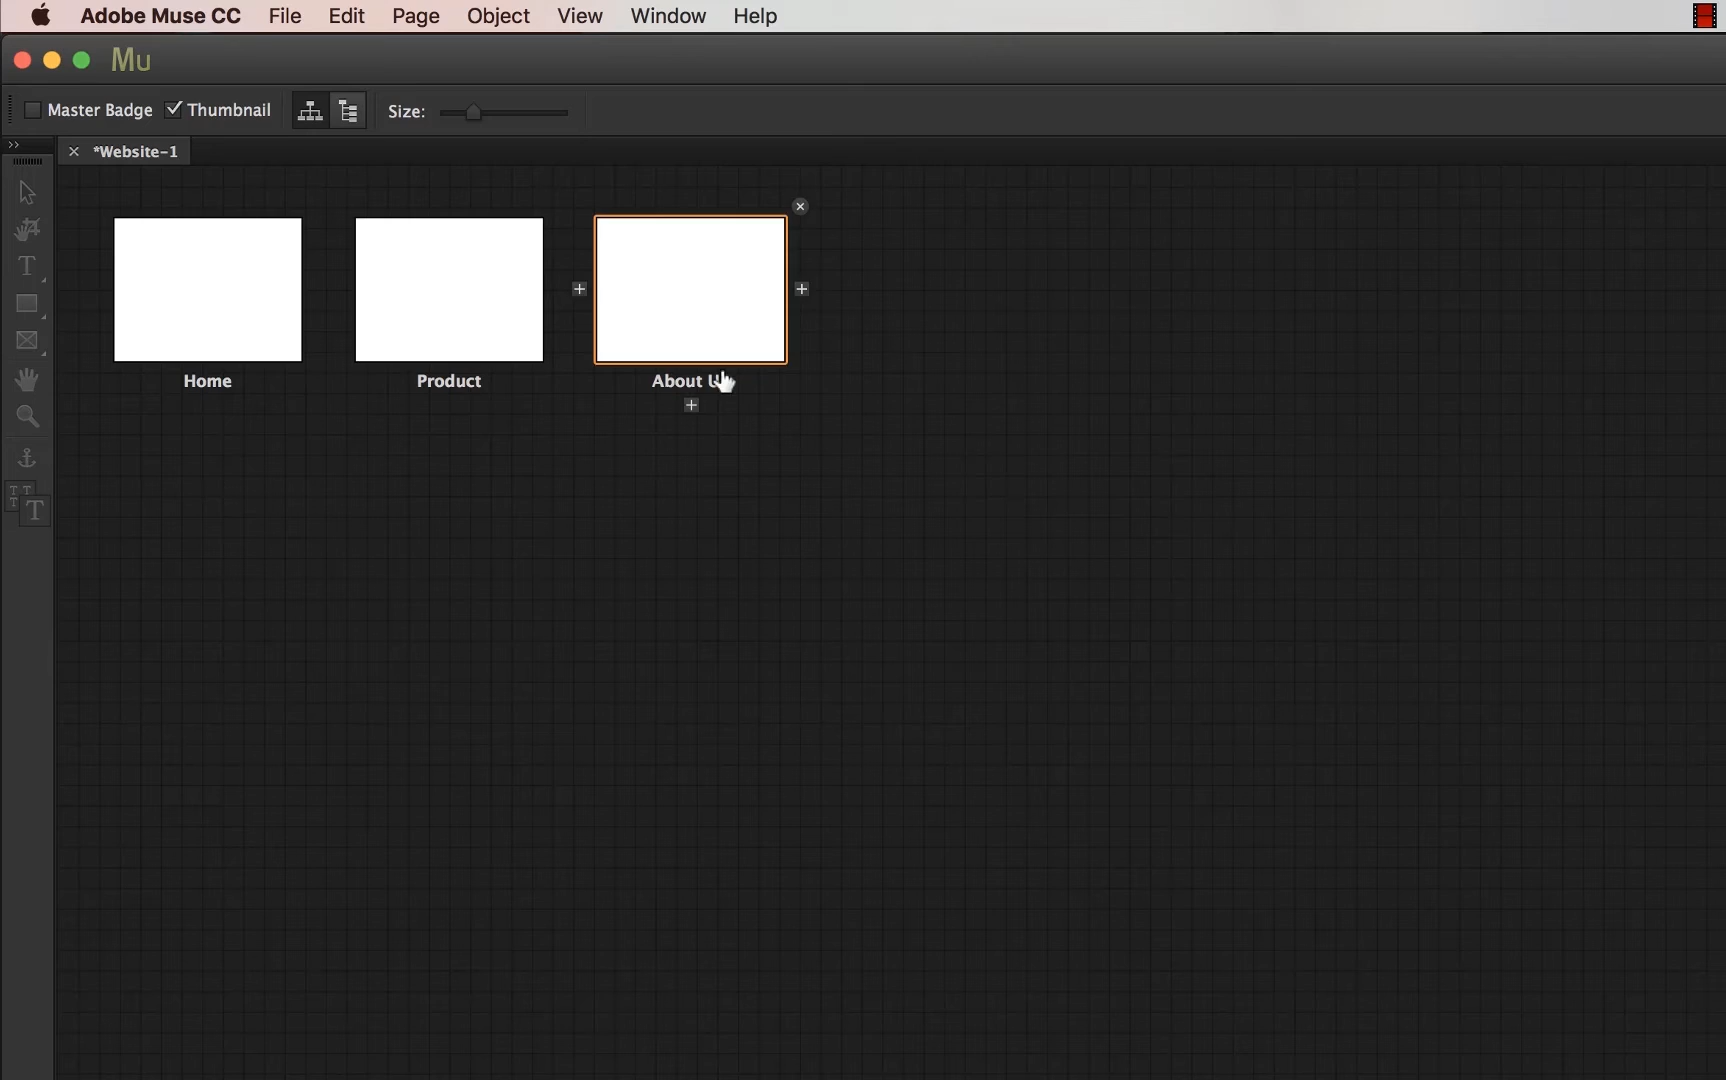 Adobe Muse CC File Edit Page Object View Window Help
Mu
Master Badge Thumbnail Size:
*Website-1
Home Product About